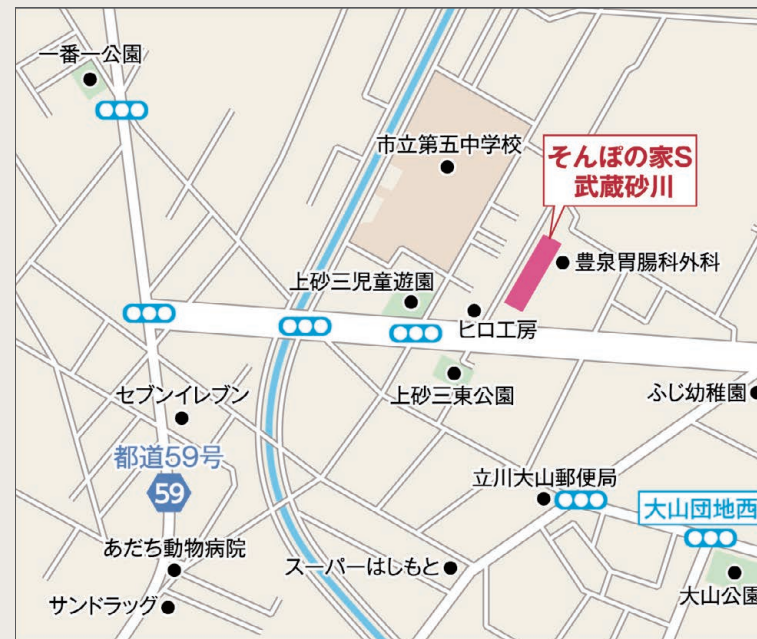 一番一公園
市立第五中学校
そんぽの家S
武蔵砂川
豊泉胃腸科外科
上砂三児童遊園
ヒロ工房
セブンイレブン
上砂三東公園
ふじ幼稚園
都道59号
59
立川大山郵便局
大山団地西
あだち動物病院
スーパーはしもと
サンドラッグ
大山公園